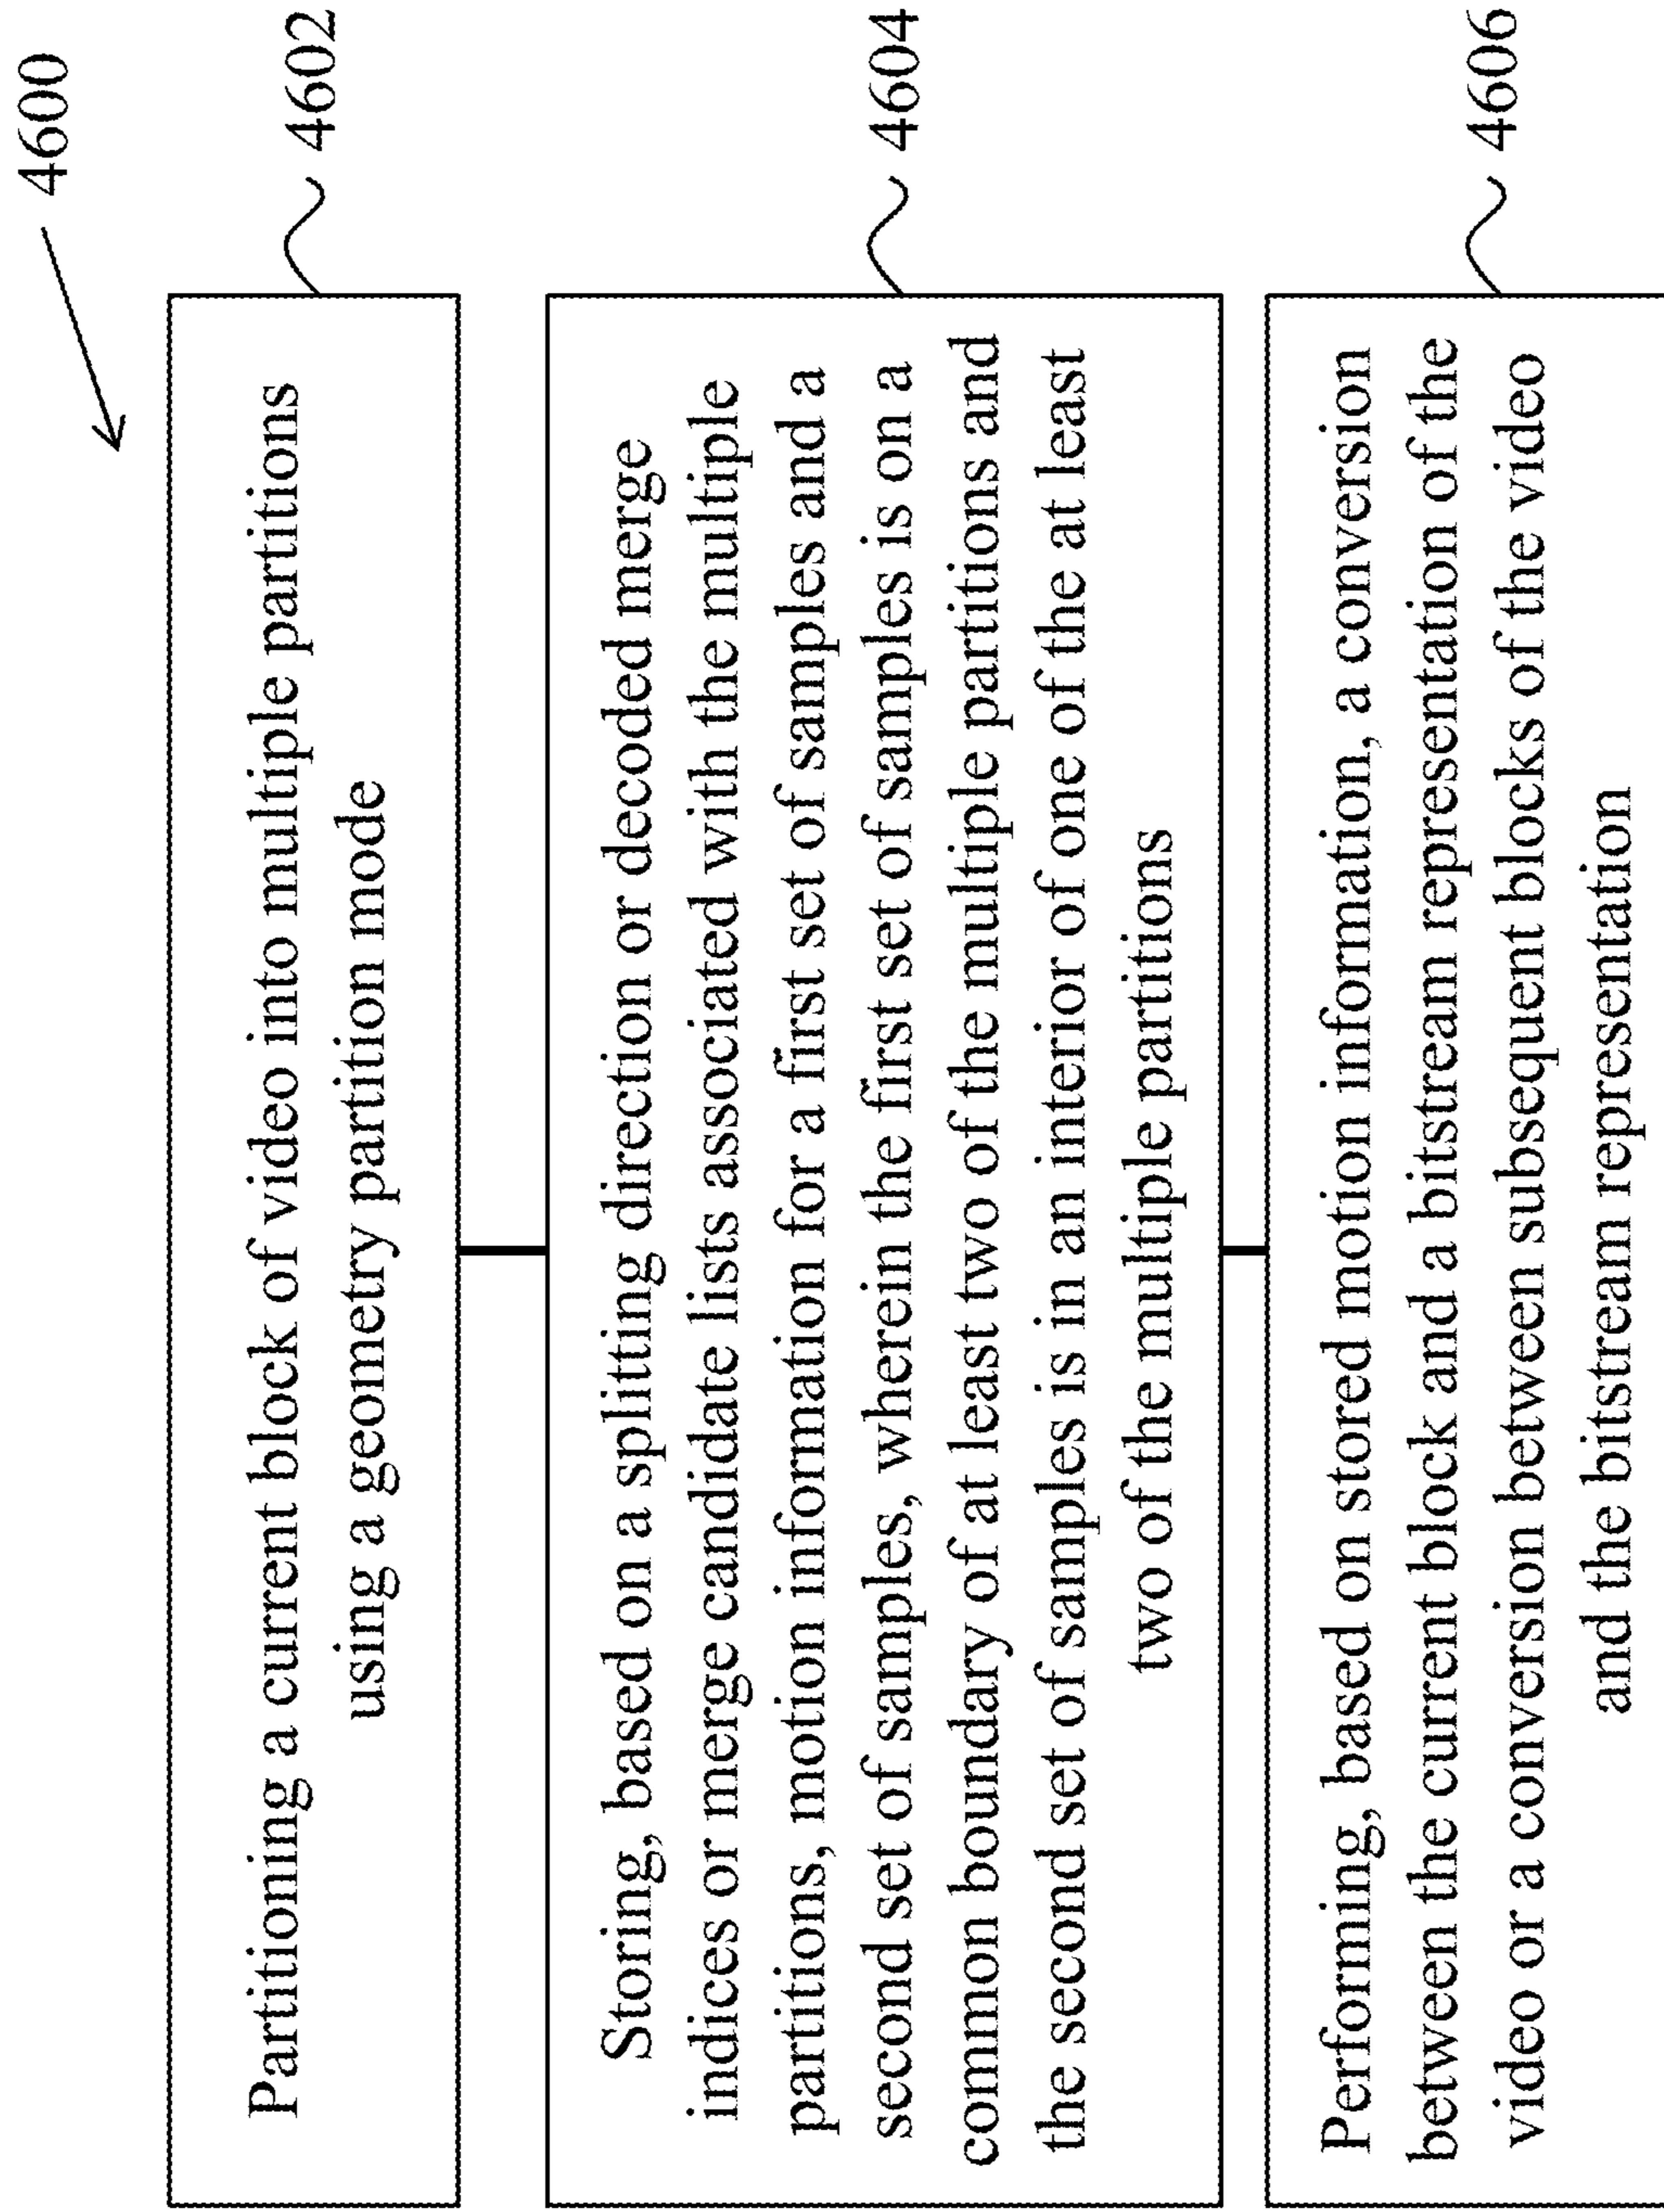 4600
Partitioning a current block of video into multiple partitions
using a geometry partition mode
4602
Storing, based on a splitting direction or decoded merge
indices or merge candidate lists associated with the multiple
partitions, motion information for a first set of samples and a
second set of samples, wherein the first set of samples is on a
common boundary of at least two of the multiple partitions and
the second set of samples is in an interior of one of the at least
two of the multiple partitions
4604
Performing, based on stored motion information, a conversion
between the current block and a bitstream representation of the
video or a conversion between subsequent blocks of the video
and the bitstream representation
4606